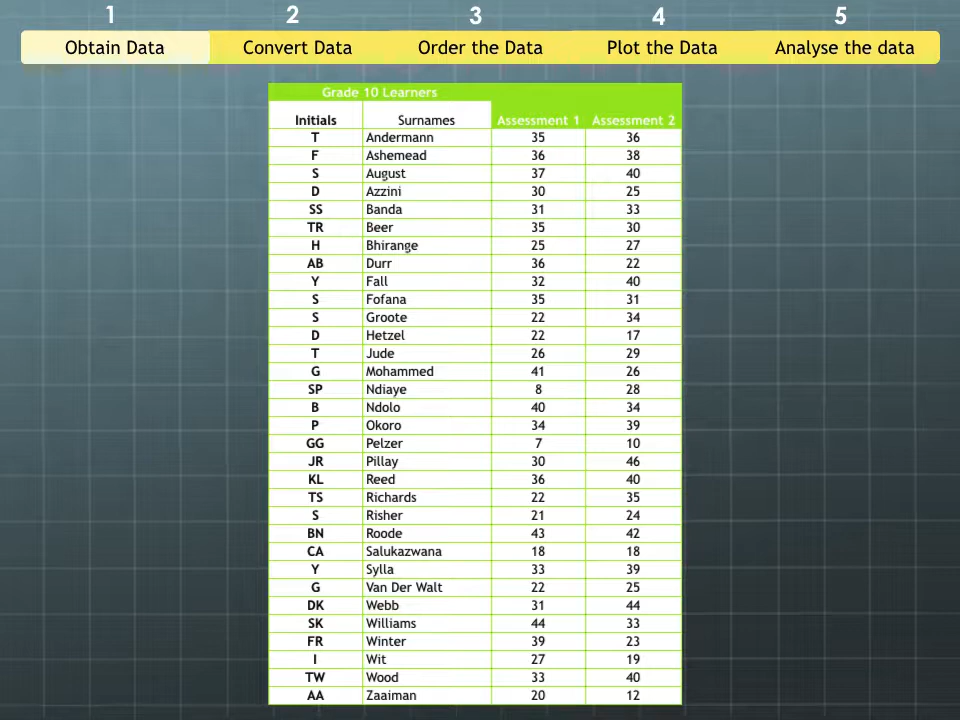 1 2 3 4 5
Obtain Data Convert Data Order the Data Plot the Data Analyse the data
Grade 10 Learners
Initials Surnames Assessment 1 Assessment 2
T Andermann 35 36
F Ashemead 36 38
S August 37 40
D Azzini 30 25
SS Banda 31 33
TR Beer 35 30
H Bhirange 25 27
AB Durr 36 22
Y Fall 32 40
S Fofana 35 31
S Groote 22 34
D Hetzel 22 17
T Jude 26 29
G Mohammed 41 26
SP Ndiaye 8 28
B Ndolo 40 34
P Okoro 34 39
GG Pelzer 7 10
JR Pillay 30 46
KL Reed 36 40
TS Richards 22 35
S Risher 21 24
BN Roode 43 42
CA Salukazwana 18 18
Y Sylla 33 39
G Van Der Walt 22 25
DK Webb 31 44
SK Williams 44 33
FR Winter 39 23
I Wit 27 19
TW Wood 33 40
AA Zaaiman 20 12